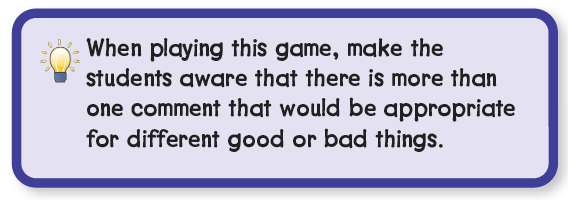 When playing this game, make the
students aware that there is more than
one comment that would be appropriate
for different good or bad things.